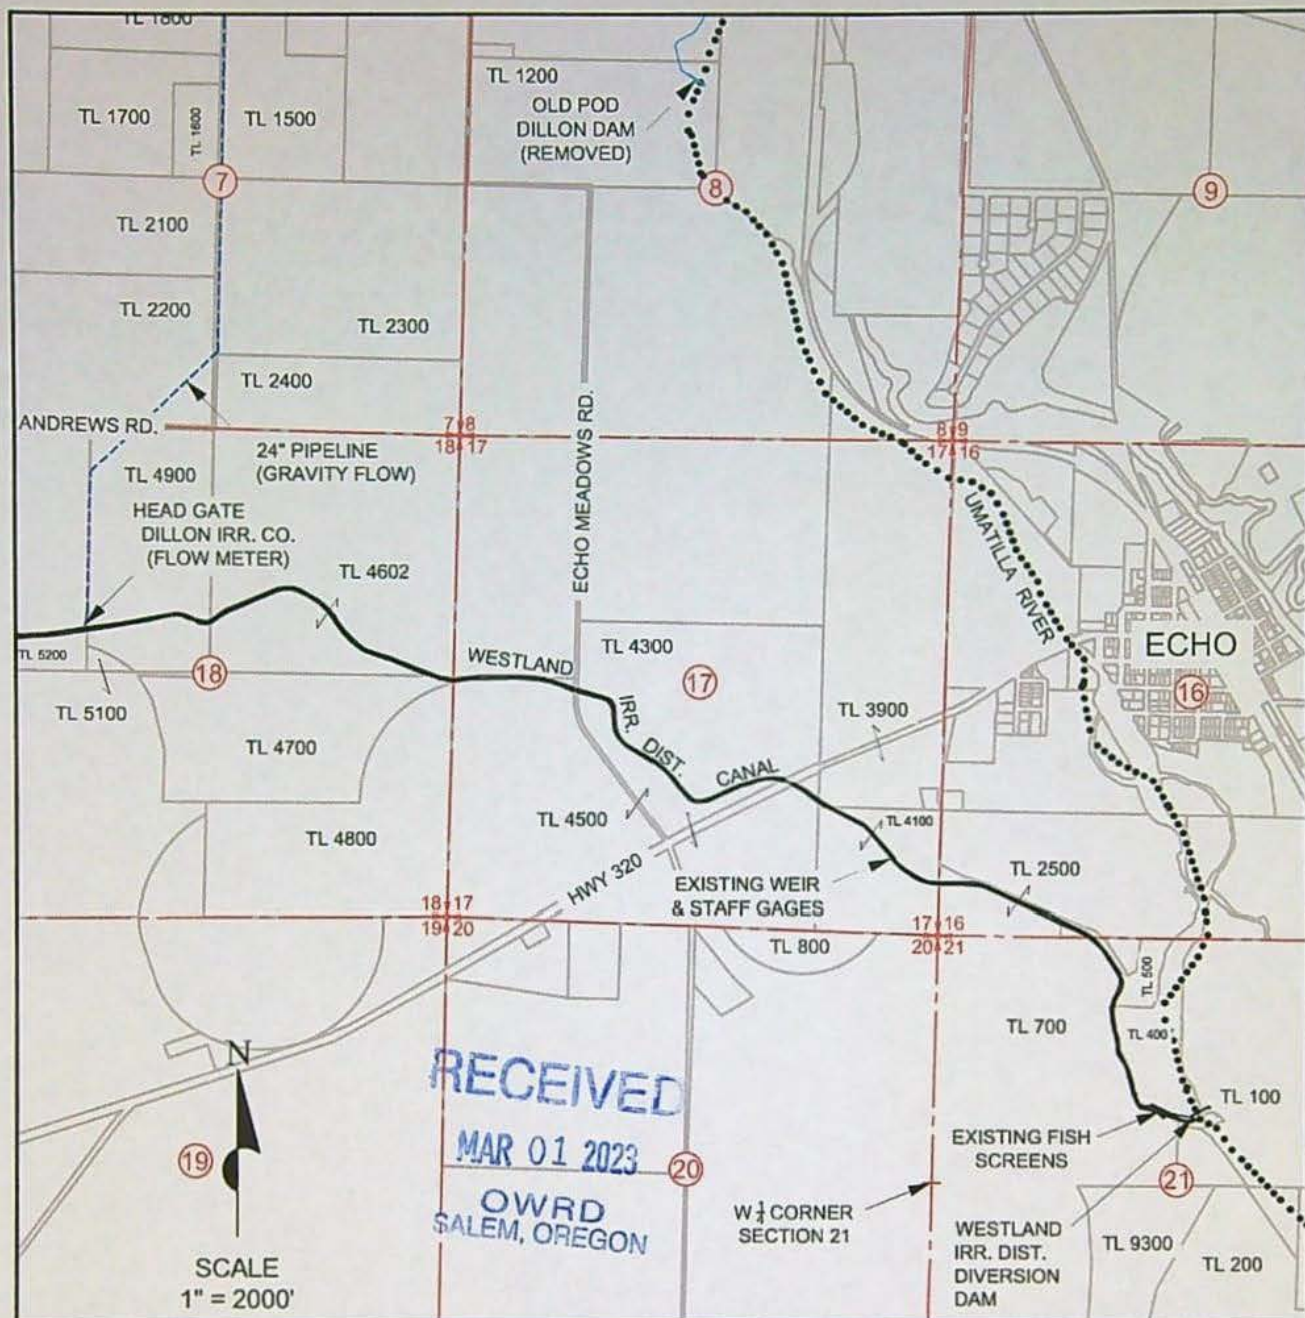 TL 1800
TL 1700
TL 1600
TL 1500
TL 1200
OLD POD
DILLON DAM
(REMOVED)
7
8
9
TL 2100
TL 2200
TL 2300
TL 2400
ANDREWS RD.
24" PIPELINE
(GRAVITY FLOW)
7 8
18 17
8 9
17 16
ECHO MEADOWS RD.
TL 4900
HEAD GATE
DILLON IRR. CO.
(FLOW METER)
TL 4602
UMATILLA RIVER
ECHO
TL 5200
18
WESTLAND
TL 4300
17
16
IRR.
DIST.
CANAL
TL 5100
TL 4700
TL 3900
TL 4800
TL 4500
TL 4100
HWY 320
EXISTING WEIR
& STAFF GAGES
TL 2500
18 17
19 20
17 16
20 21
TL 800
TL 500
TL 700
TL 400
N
RECEIVED
MAR 01 2023
OWRD
SALEM, OREGON
TL 100
EXISTING FISH
SCREENS
19
20
21
W 1/4 CORNER
SECTION 21
WESTLAND
IRR. DIST.
DIVERSION
DAM
TL 9300
TL 200
SCALE
1" = 2000'